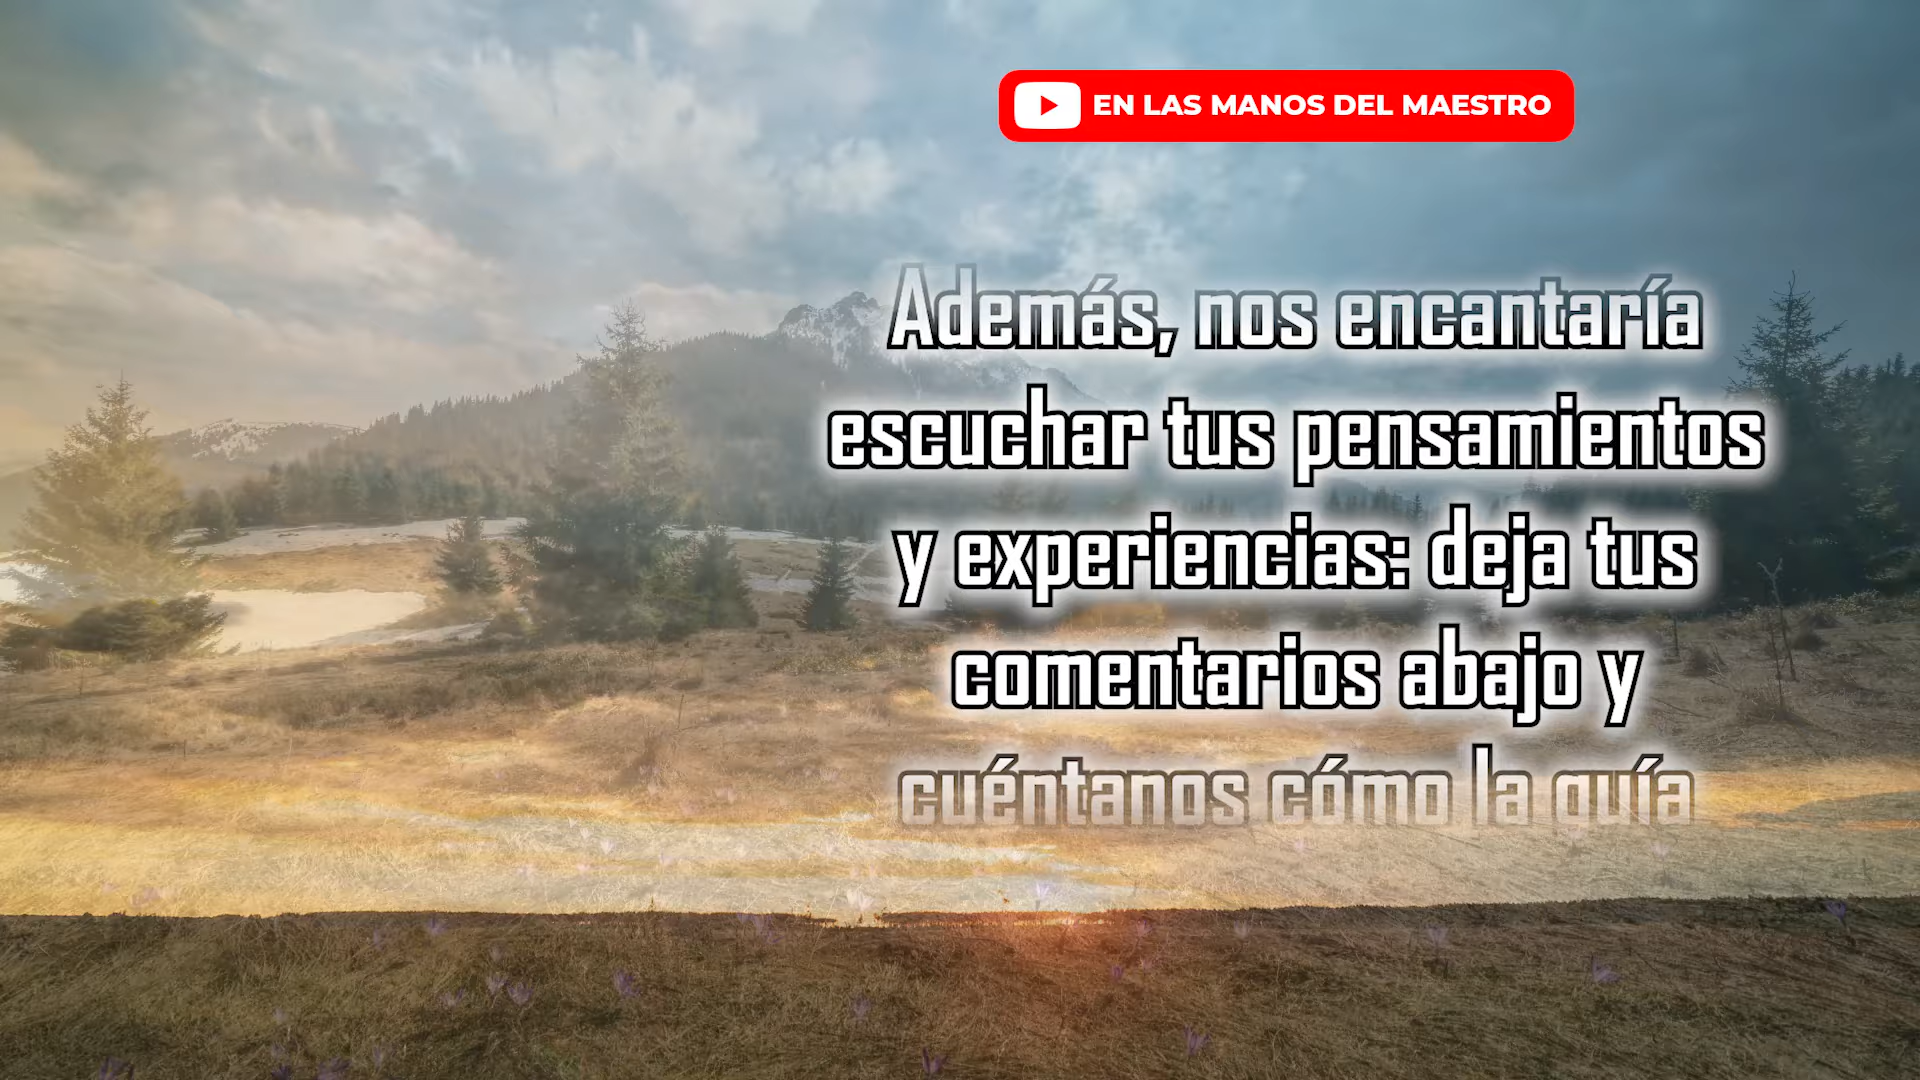 EN LAS MANOS DEL MAESTRO
Además, nos encantaría
escuchar tus pensamientos
y experiencias: deja tus
comentarios abajo y
cuéntanos cómo la guía